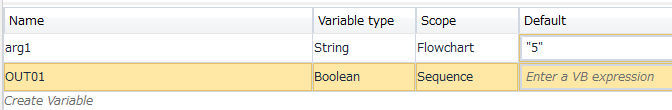 Name Variable type Scope Default
arg1 String Flowchart "5"
OUT01 Boolean Sequence Enter a VB expression
Create Variable